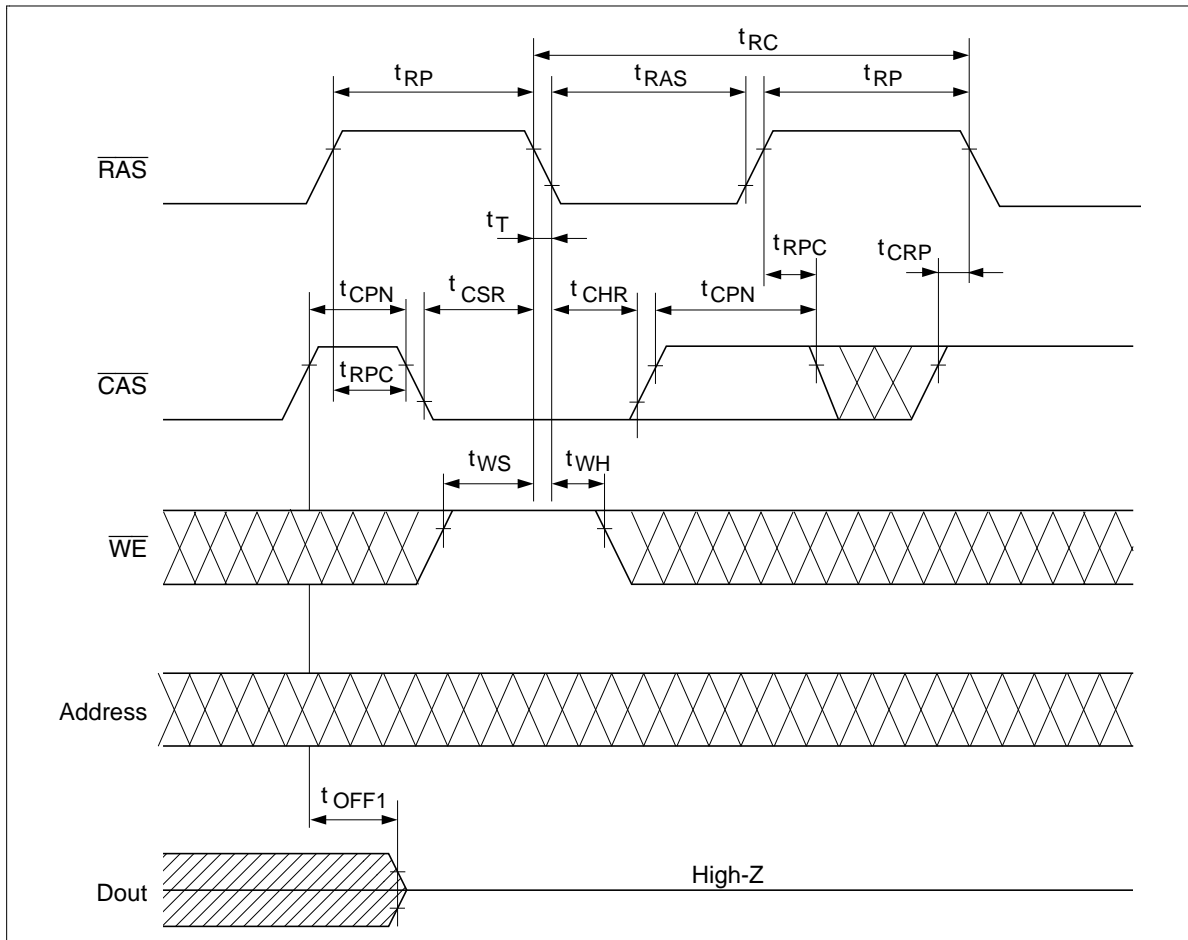 tRC
tRP
tRAS
tRP
RAS
tT
tRPC
tCRP
tCPN
tCSR
tCHR
tCPN
CAS
tRPC
tWS
tWH
WE
Address
tOFF1
High-Z
Dout